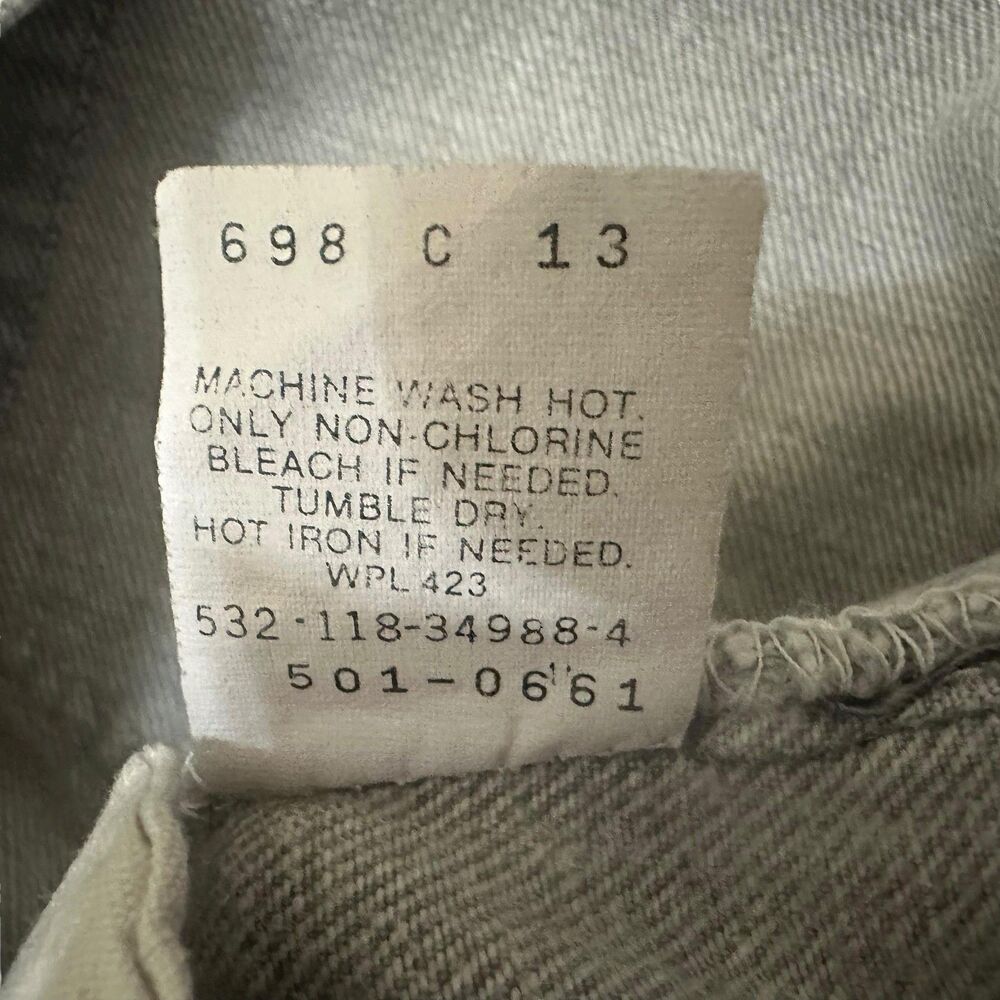 698 C 13
MACHINE WASH HOT.
ONLY NON-CHLORINE
BLEACH IF NEEDED.
TUMBLE DRY.
HOT IRON IF NEEDED.
WPL 423
532-118-34988-4
501-0661